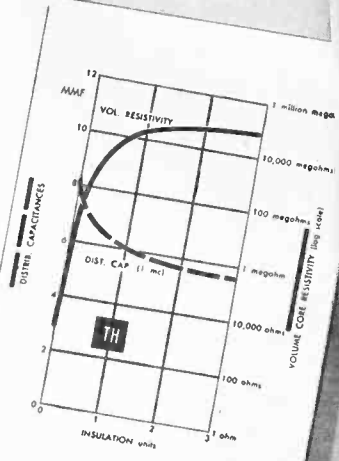 12
MMF
VOL. RESISTIVITY
10
8
6
DIST. CAP. (1 mc)
4
TH
2
0
0
1
2
3
INSULATION units
DISTRIB. CAPACITANCES
1 million mega.
10,000 megohms
100 megohms
1 megohm
10,000 ohms
100 ohms
1 ohm
VOLUME CORE RESISTIVITY (log scale)